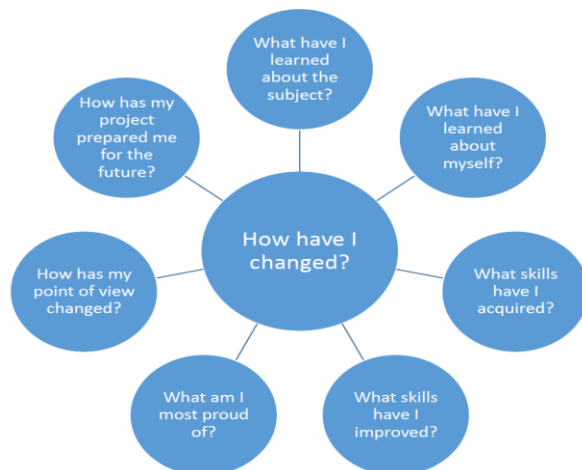 What have I
learned
about the
subject?
What have I
learned
about
myself?
What skills
have I
acquired?
What skills
have I
improved?
What am I
most proud
of?
How has my
point of view
changed?
How has my
project
prepared me
for the
future?
How have I
changed?